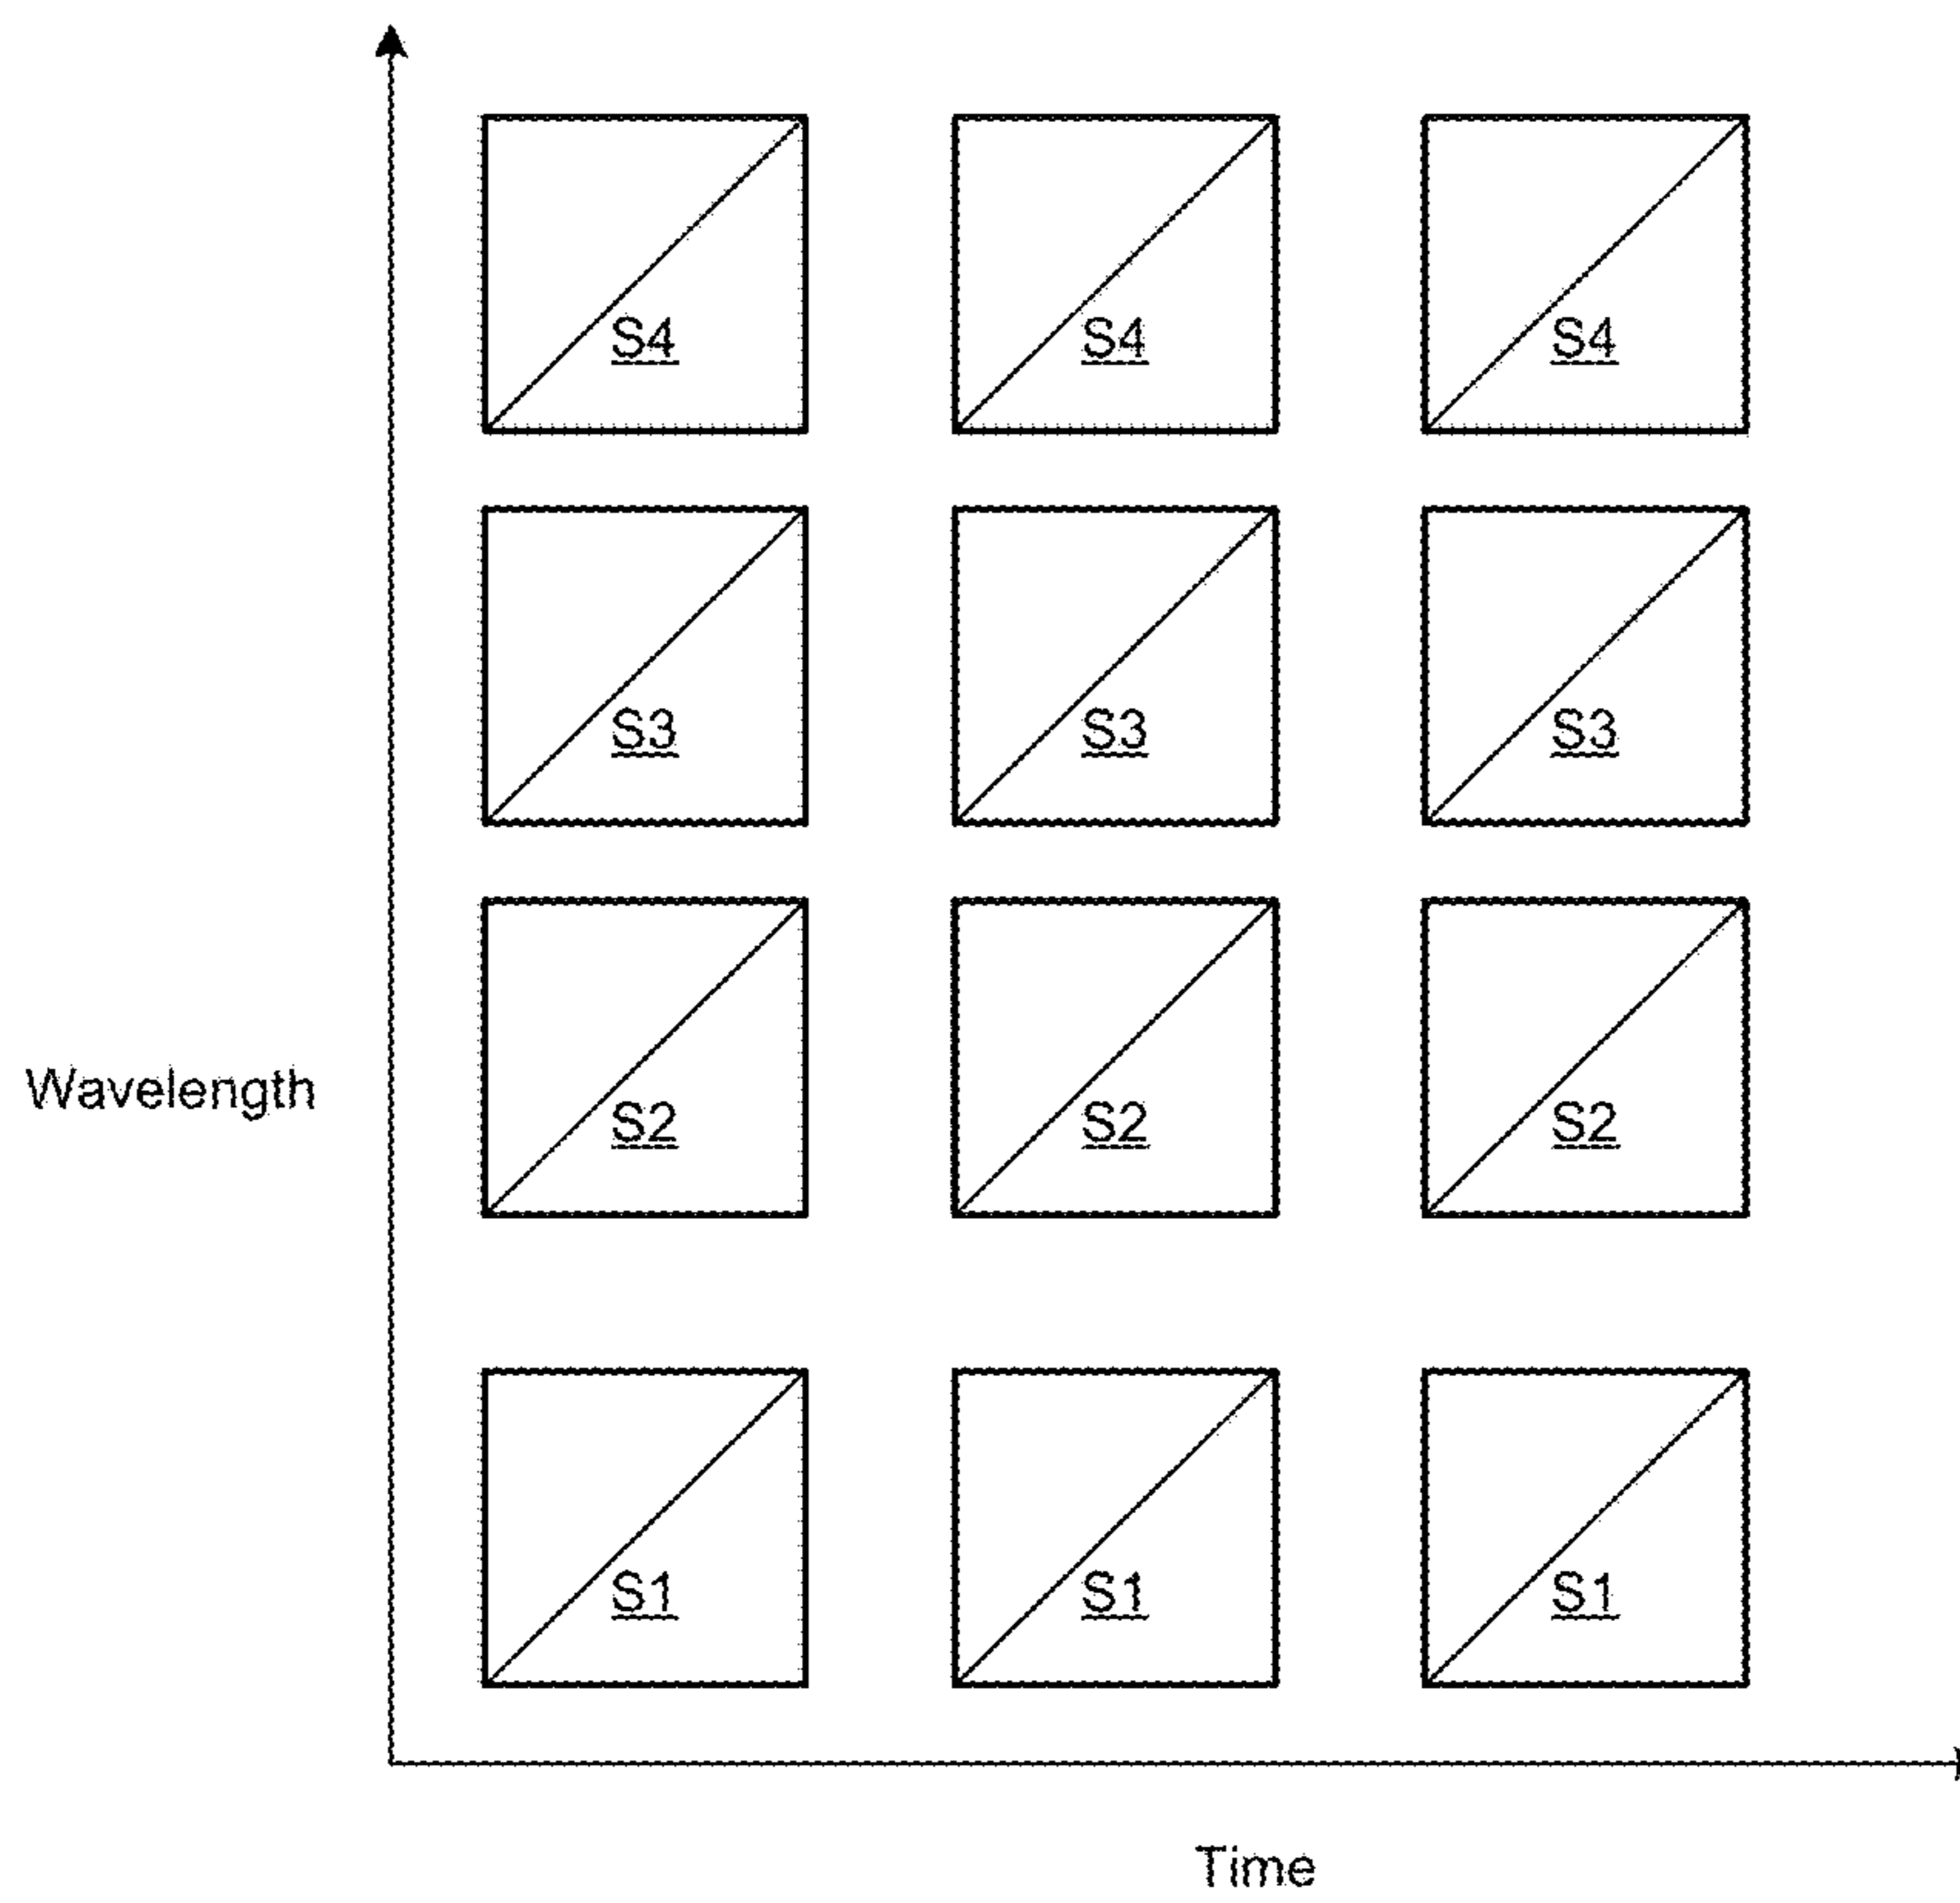 S4 S4 S4
S3 S3 S3
Wavelength
S2 S2 S2
S1 S1 S1
Time